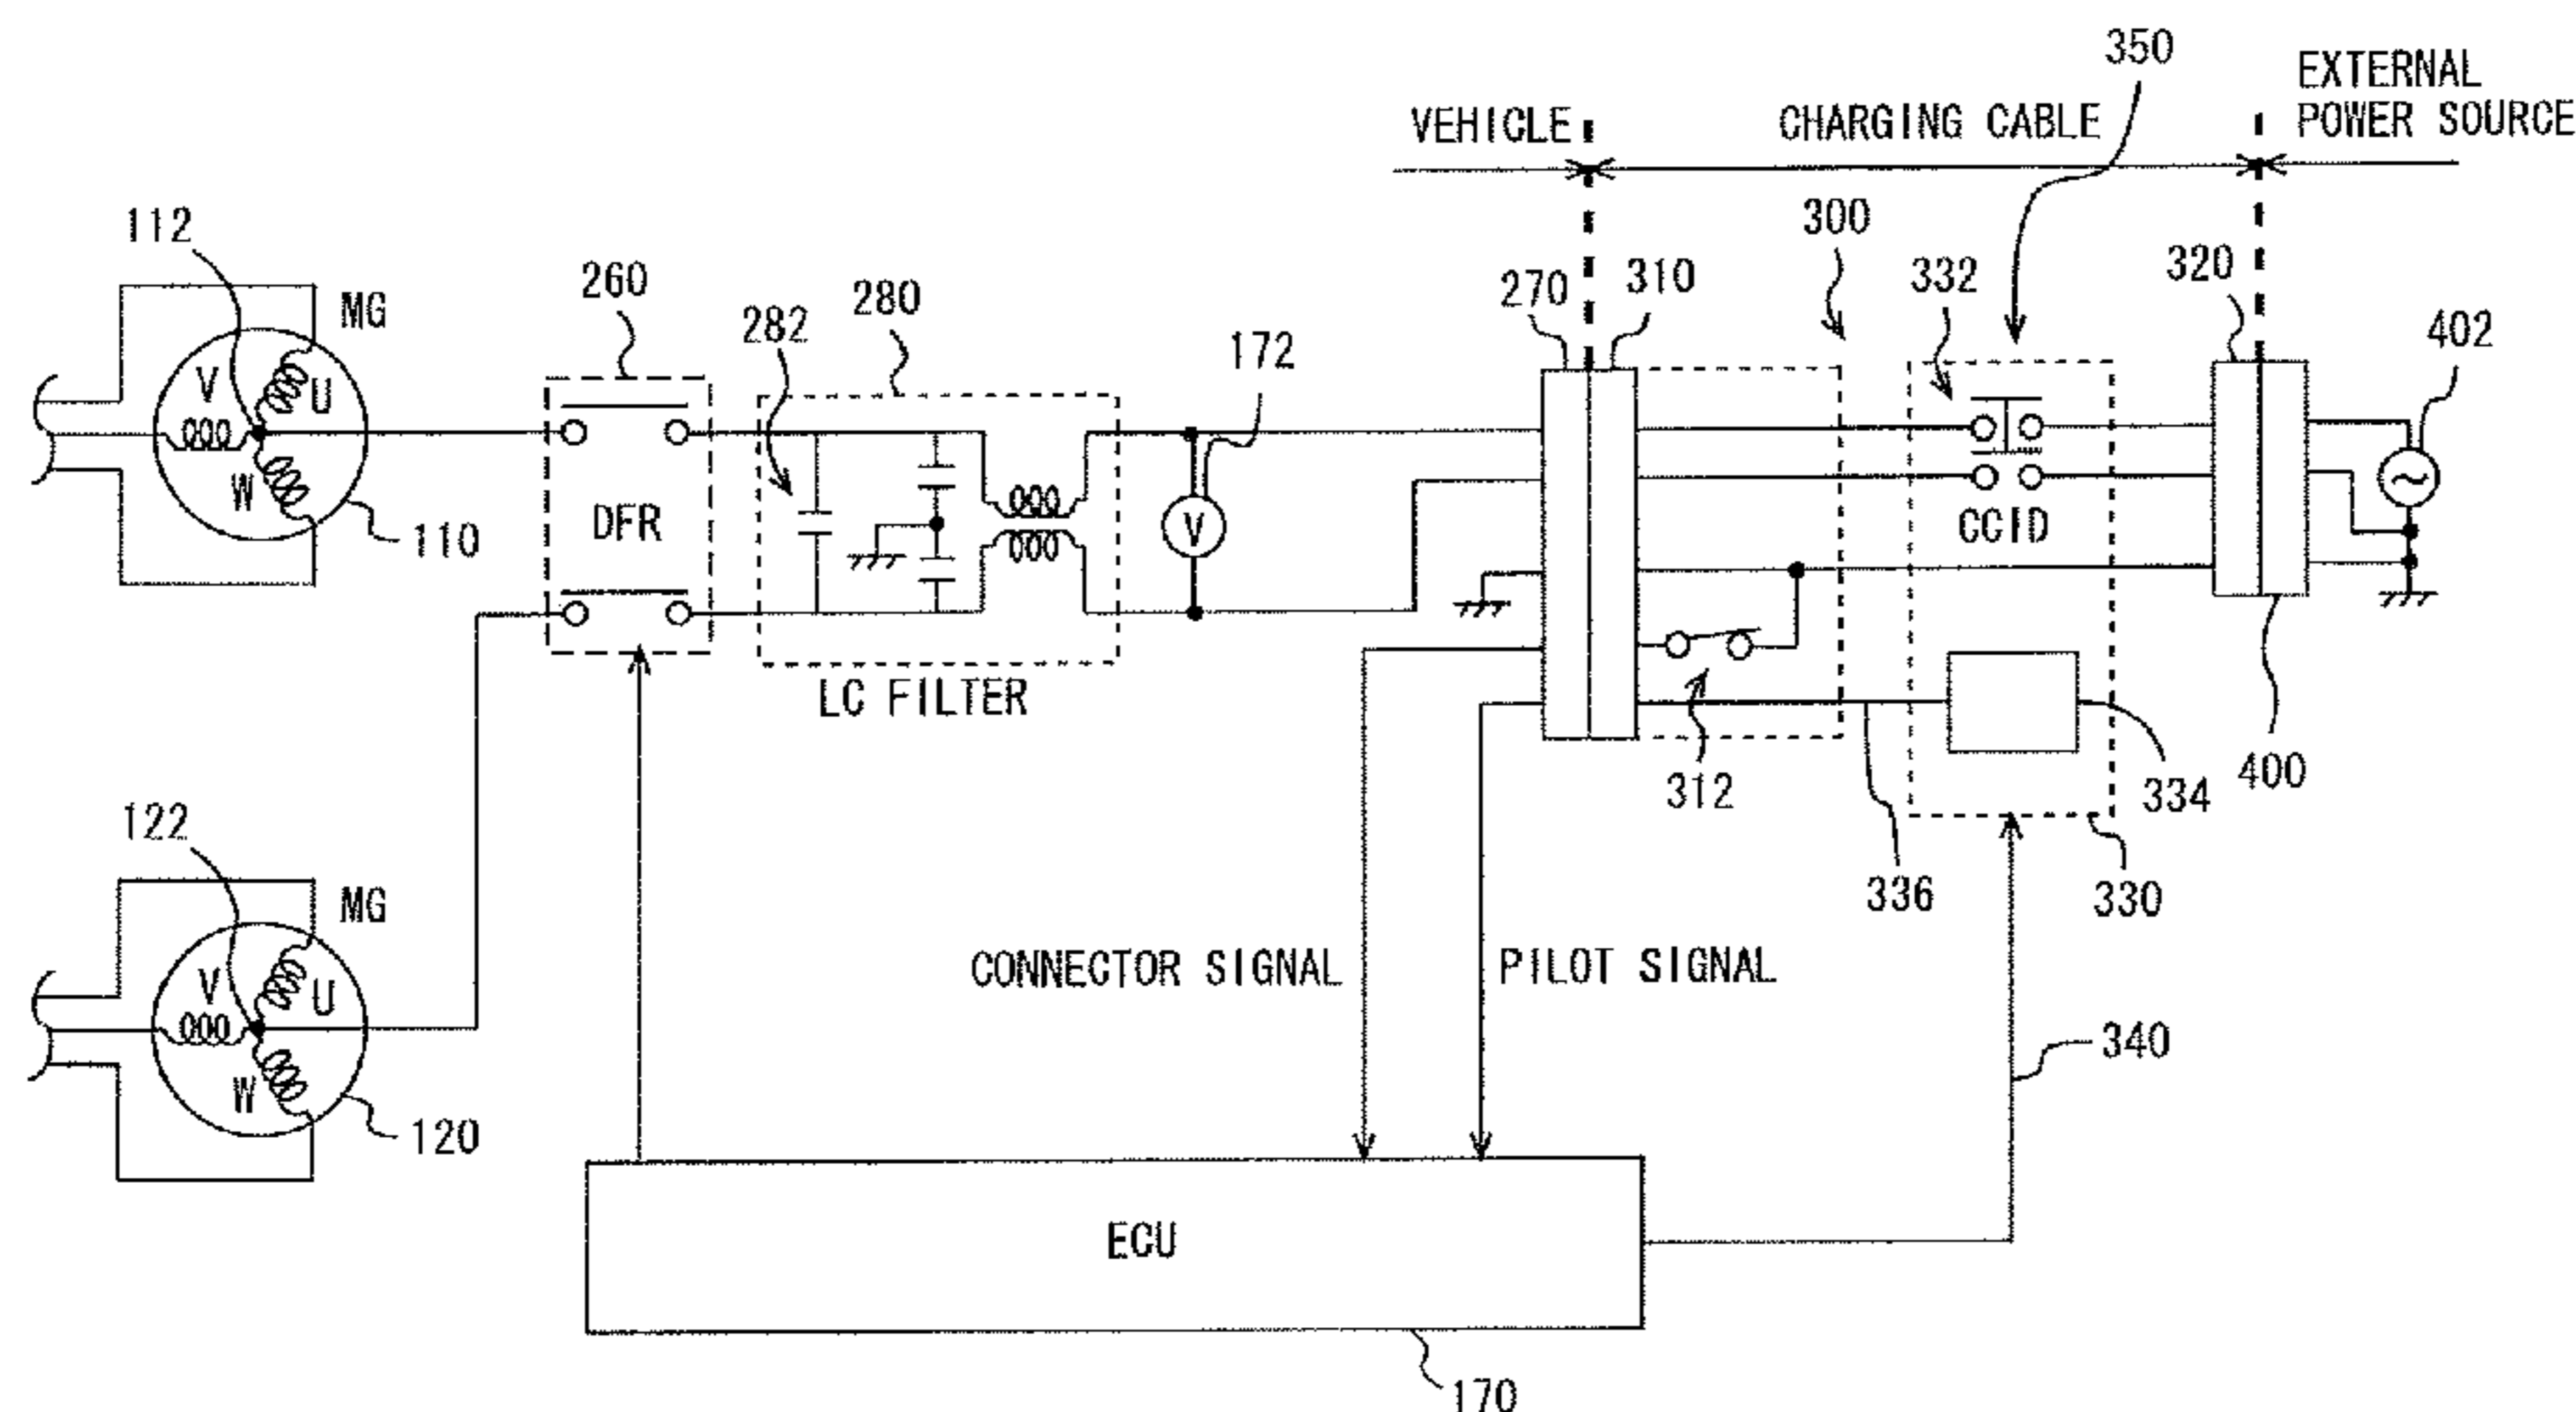 350
EXTERNAL
POWER SOURCE
VEHICLE
CHARGING CABLE
112
MG
260
282
280
172
270
310
300
332
320
402
V
U
W
110
DFR
V
CCID
LC FILTER
312
334
400
336
330
122
MG
V
U
W
120
CONNECTOR SIGNAL
PILOT SIGNAL
340
ECU
170